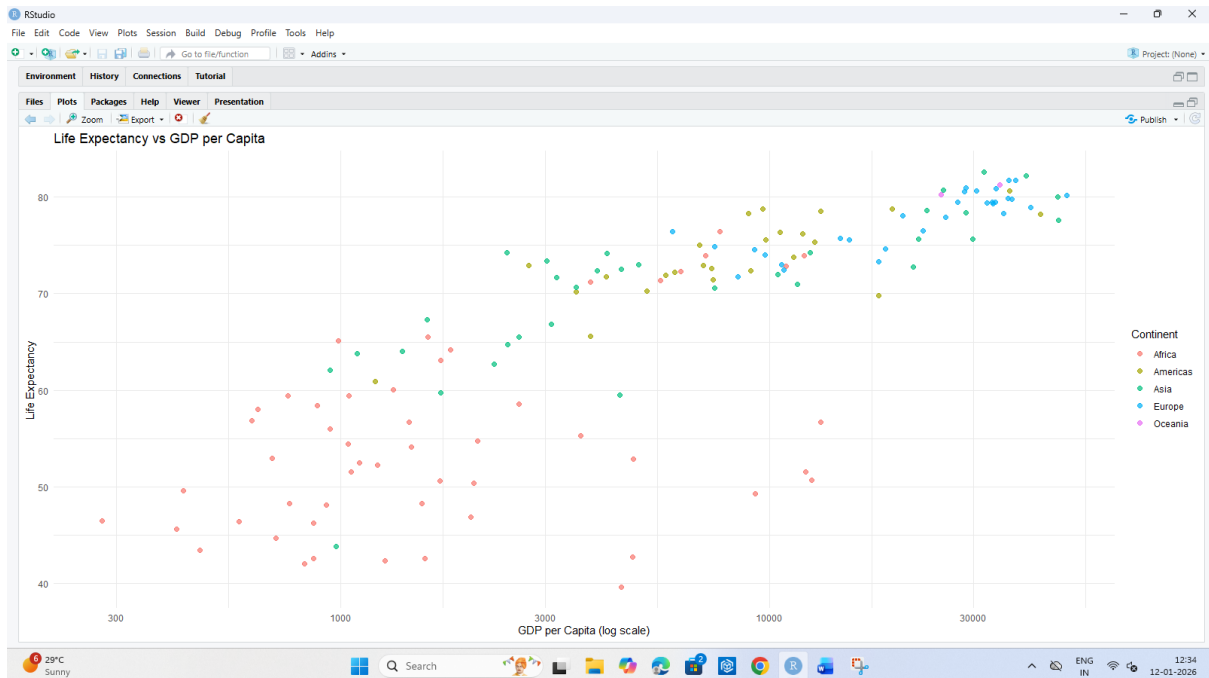 RStudio
File Edit Code View Plots Session Build Debug Profile Tools Help
Go to file/function Addins Project: (None)
Environment History Connections Tutorial
Files Plots Packages Help Viewer Presentation
Zoom Export Publish
Life Expectancy vs GDP per Capita
80
70
60
50
40
Life Expectancy
300 1000 3000 10000 30000
GDP per Capita (log scale)
Continent
Africa
Americas
Asia
Europe
Oceania
6 29°C
Sunny
Search
2
R
ENG
IN
12:34
12-01-2026